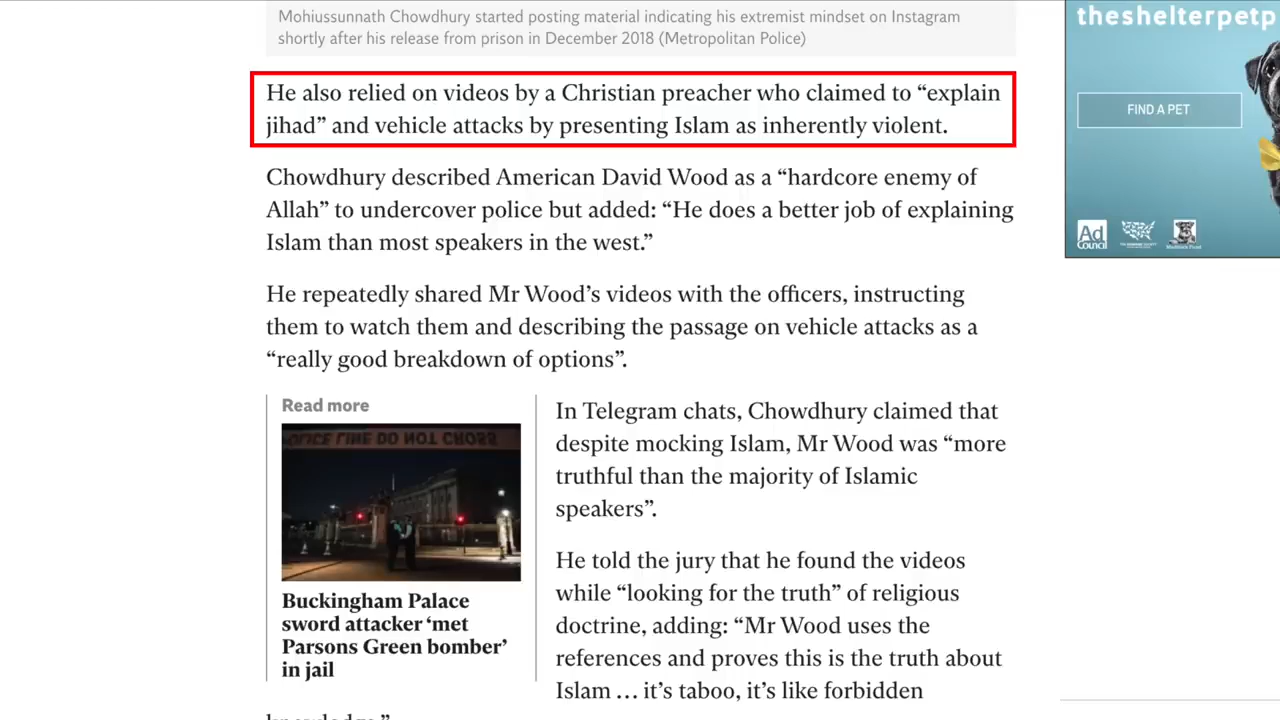 Mohiussunnath Chowdhury started posting material indicating his extremist mindset on Instagram
shortly after his release from prison in December 2018 (Metropolitan Police)
He also relied on videos by a Christian preacher who claimed to “explain
jihad” and vehicle attacks by presenting Islam as inherently violent.
Chowdhury described American David Wood as a “hardcore enemy of
Allah” to undercover police but added: “He does a better job of explaining
Islam than most speakers in the west.”
He repeatedly shared Mr Wood’s videos with the officers, instructing
them to watch them and describing the passage on vehicle attacks as a
“really good breakdown of options”.
Read more
POLICE LINE DO NOT CROSS
Buckingham Palace
sword attacker ‘met
Parsons Green bomber’
in jail
In Telegram chats, Chowdhury claimed that
despite mocking Islam, Mr Wood was “more
truthful than the majority of Islamic
speakers”.
He told the jury that he found the videos
while “looking for the truth” of religious
doctrine, adding: “Mr Wood uses the
references and proves this is the truth about
Islam … it’s taboo, it’s like forbidden
theshelterpetp
FIND A PET
Ad
Council